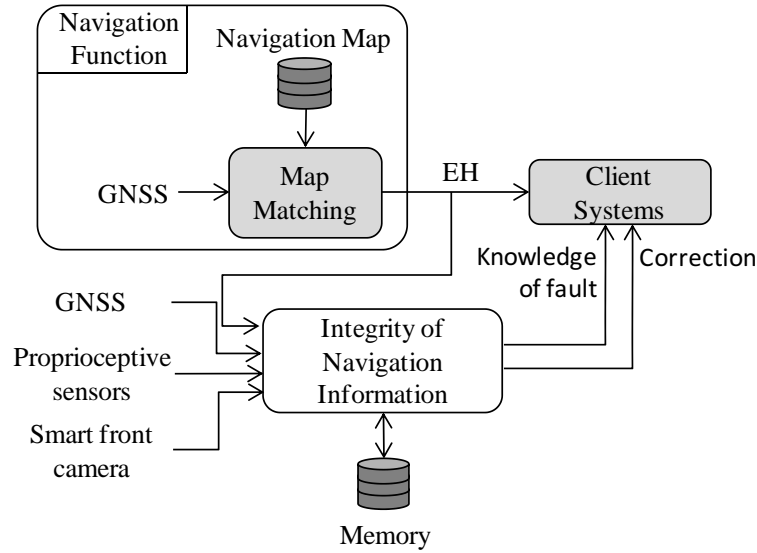 Navigation
Function
Navigation Map
GNSS
Map
Matching
EH
Client
Systems
Knowledge
of fault
Correction
GNSS
Proprioceptive
sensors
Smart front
camera
Integrity of
Navigation
Information
Memory